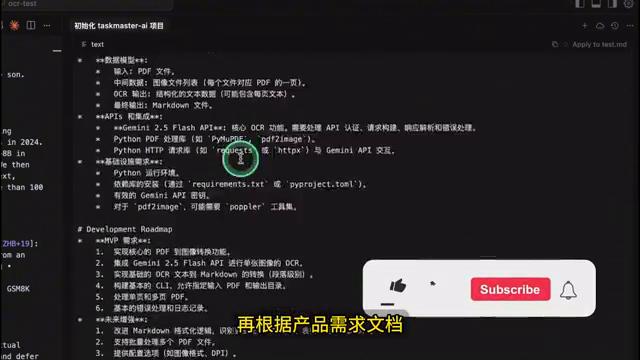 ocr-test
初始化 taskmaster-ai 项目
text
Apply to test.md
son.
* **数据模型**:
* 输入: PDF 文件。
* 中间数据: 图像文件列表 (每个文件对应 PDF 的一页)。
* OCR 输出: 结构化的文本数据 (可能包含每页文本)。
* 最终输出: Markdown 文件。
* **APIs 和集成**:
* **Gemini 2.5 Flash API**: 核心 OCR 功能。需要处理 API 认证、请求构建、响应解析和错误处理。
* Python PDF 处理库 (如 `PyMuPDF`, `pdf2image`)。
* Python HTTP 请求库 (如 `requests` 或 `httpx`) 与 Gemini API 交互。
* **基础设施需求**:
* Python 运行环境。
* 依赖库的安装 (通过 `requirements.txt` 或 `pyproject.toml`)。
* 有效的 Gemini API 密钥。
* 对于 `pdf2image`, 可能需要 `poppler` 工具集。
# Development Roadmap
* **MVP 需求**:
1. 实现核心的 PDF 到图像转换功能。
2. 集成 Gemini 2.5 Flash API 进行单张图像的 OCR。
3. 实现基础的 OCR 文本到 Markdown 的转换 (段落级别)。
4. 构建基本的 CLI, 允许指定输入 PDF 和输出目录。
5. 处理单页和多页 PDF。
6. 基本的错误处理和日志记录。
* **未来增强**:
1. 改进 Markdown 格式化逻辑,
2. 支持批量处理多个 PDF 文件。
3. 提供配置选项 (如图像格式、DPI)。
in 2024.
8B in
We then
than 100
ZHB+19]:
from an
GSM8K
and
Subscribe
再根据产品需求文档